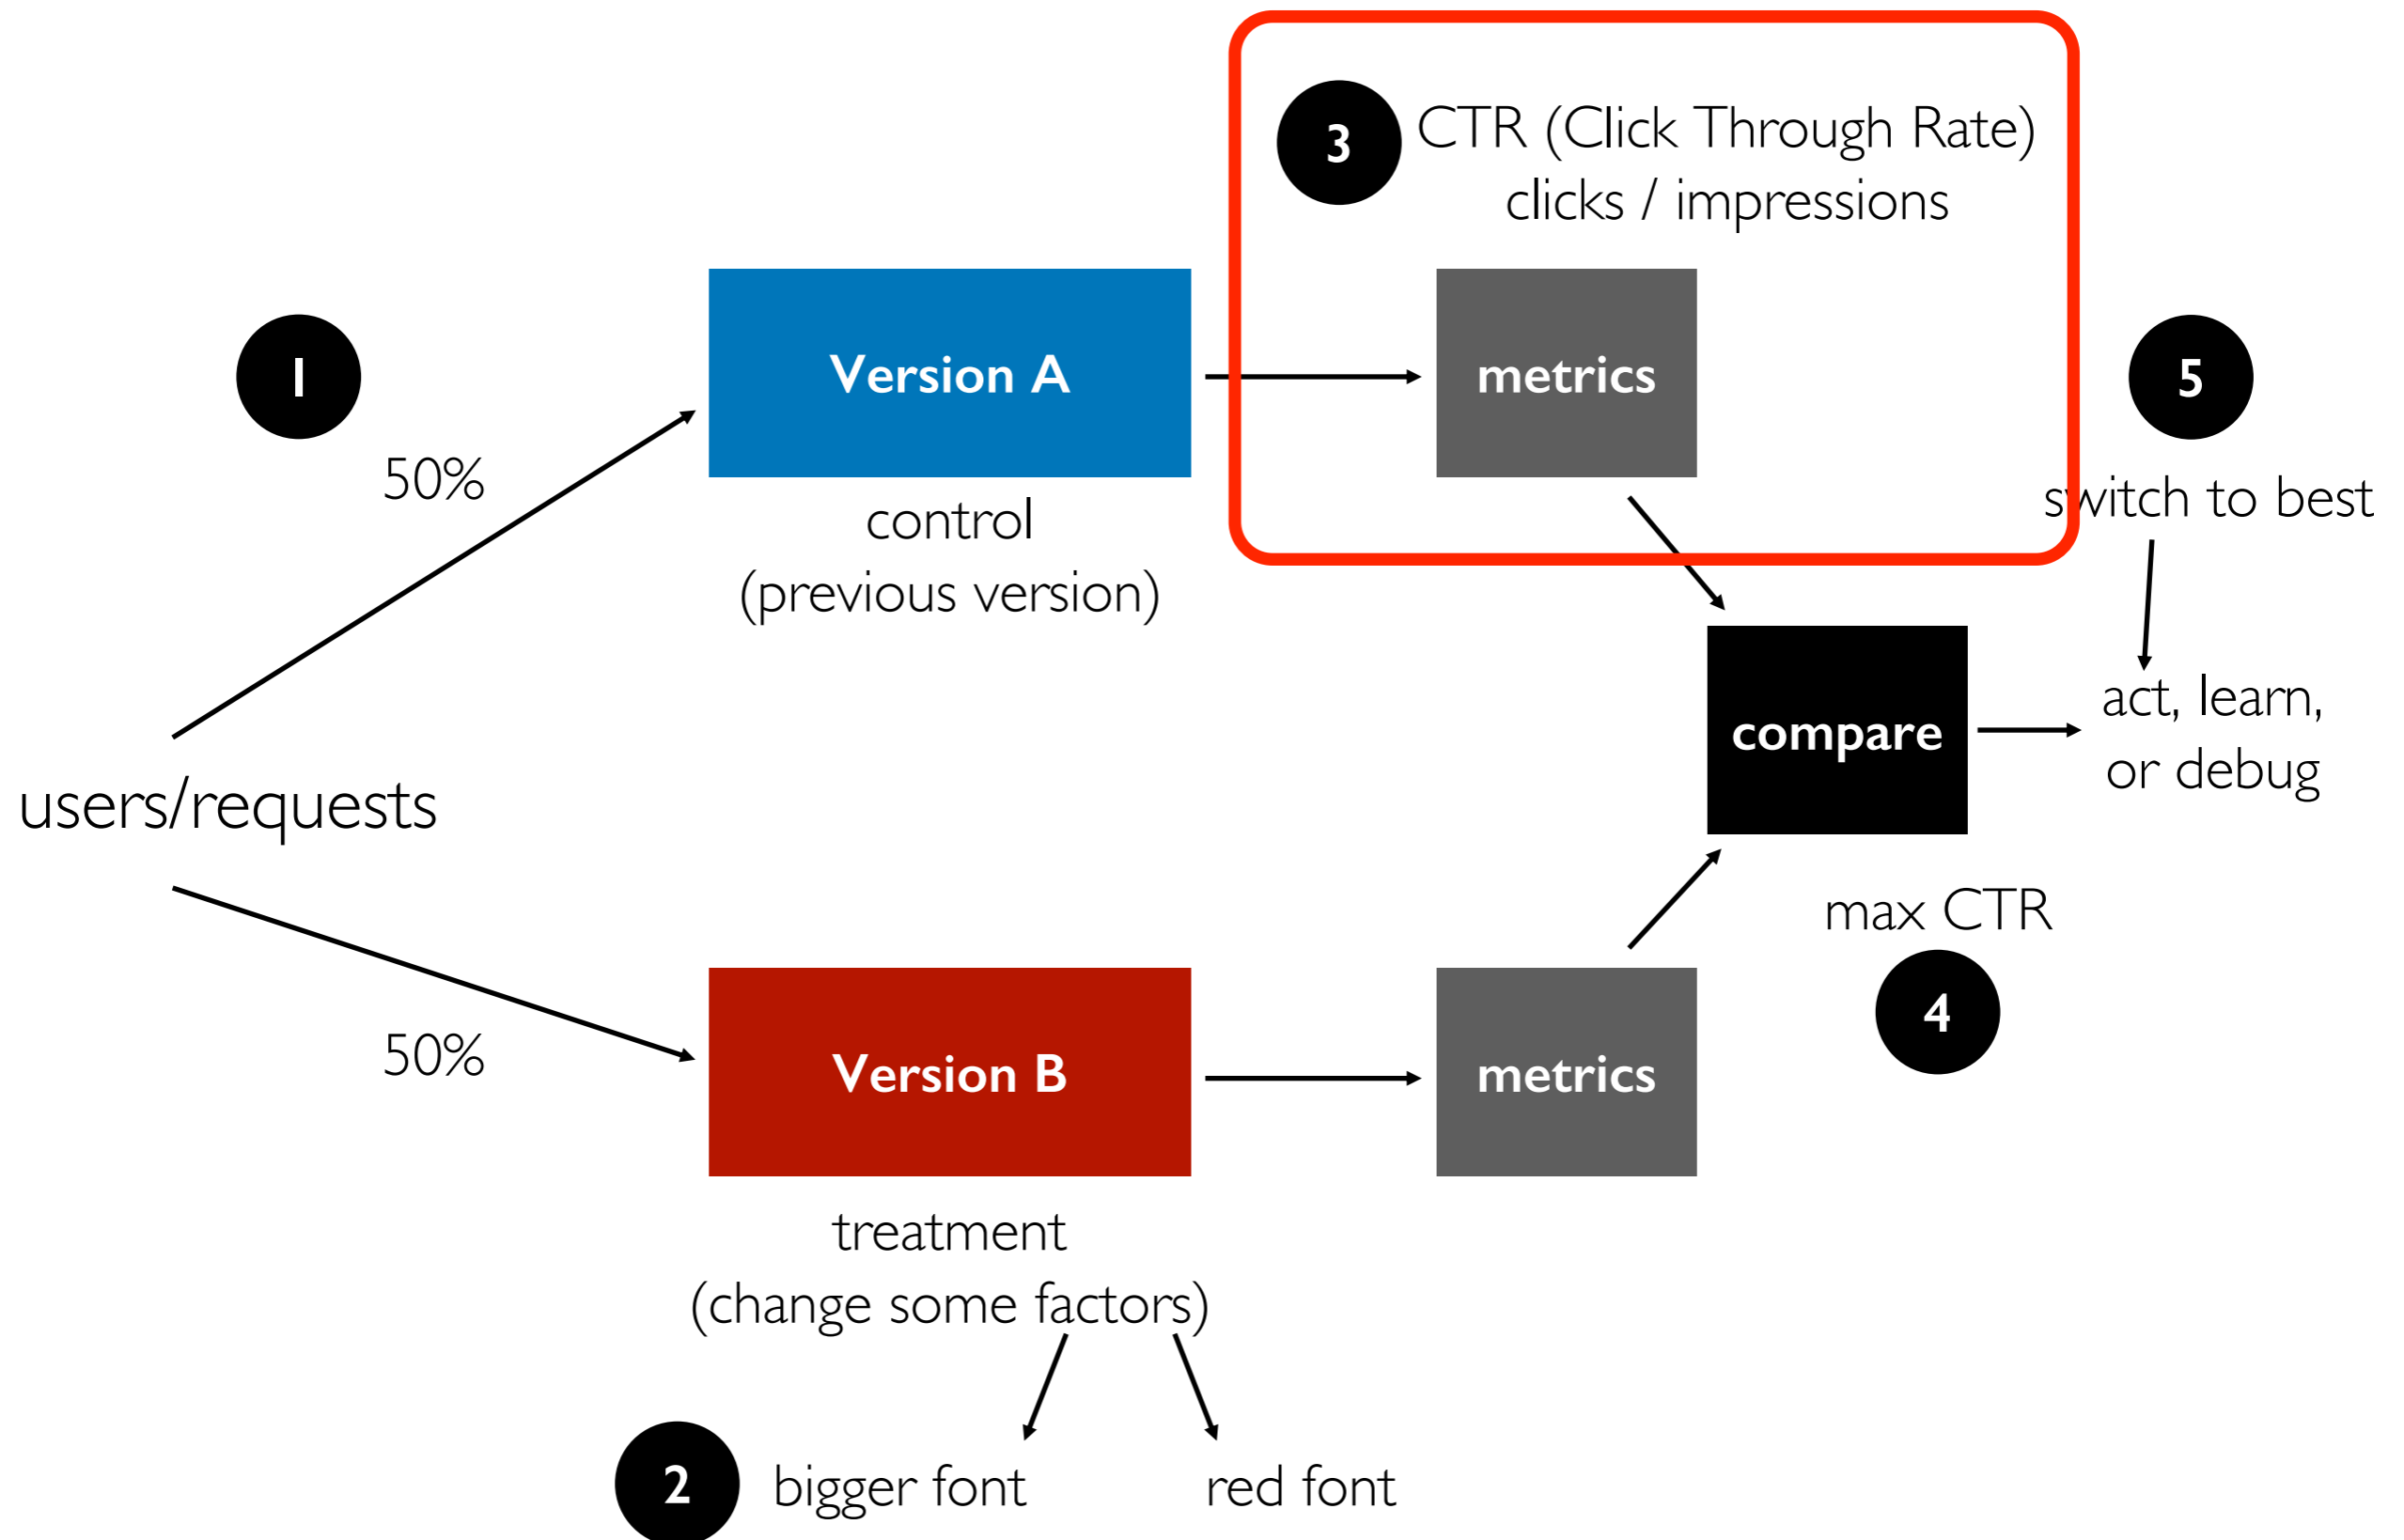 3
CTR (Click Through Rate)
clicks / impressions
1
50%
Version A
metrics
5
switch to best
control
(previous version)
users/requests
compare
act, learn,
or debug
max CTR
4
50%
Version B
metrics
treatment
(change some factors)
2
bigger font
red font